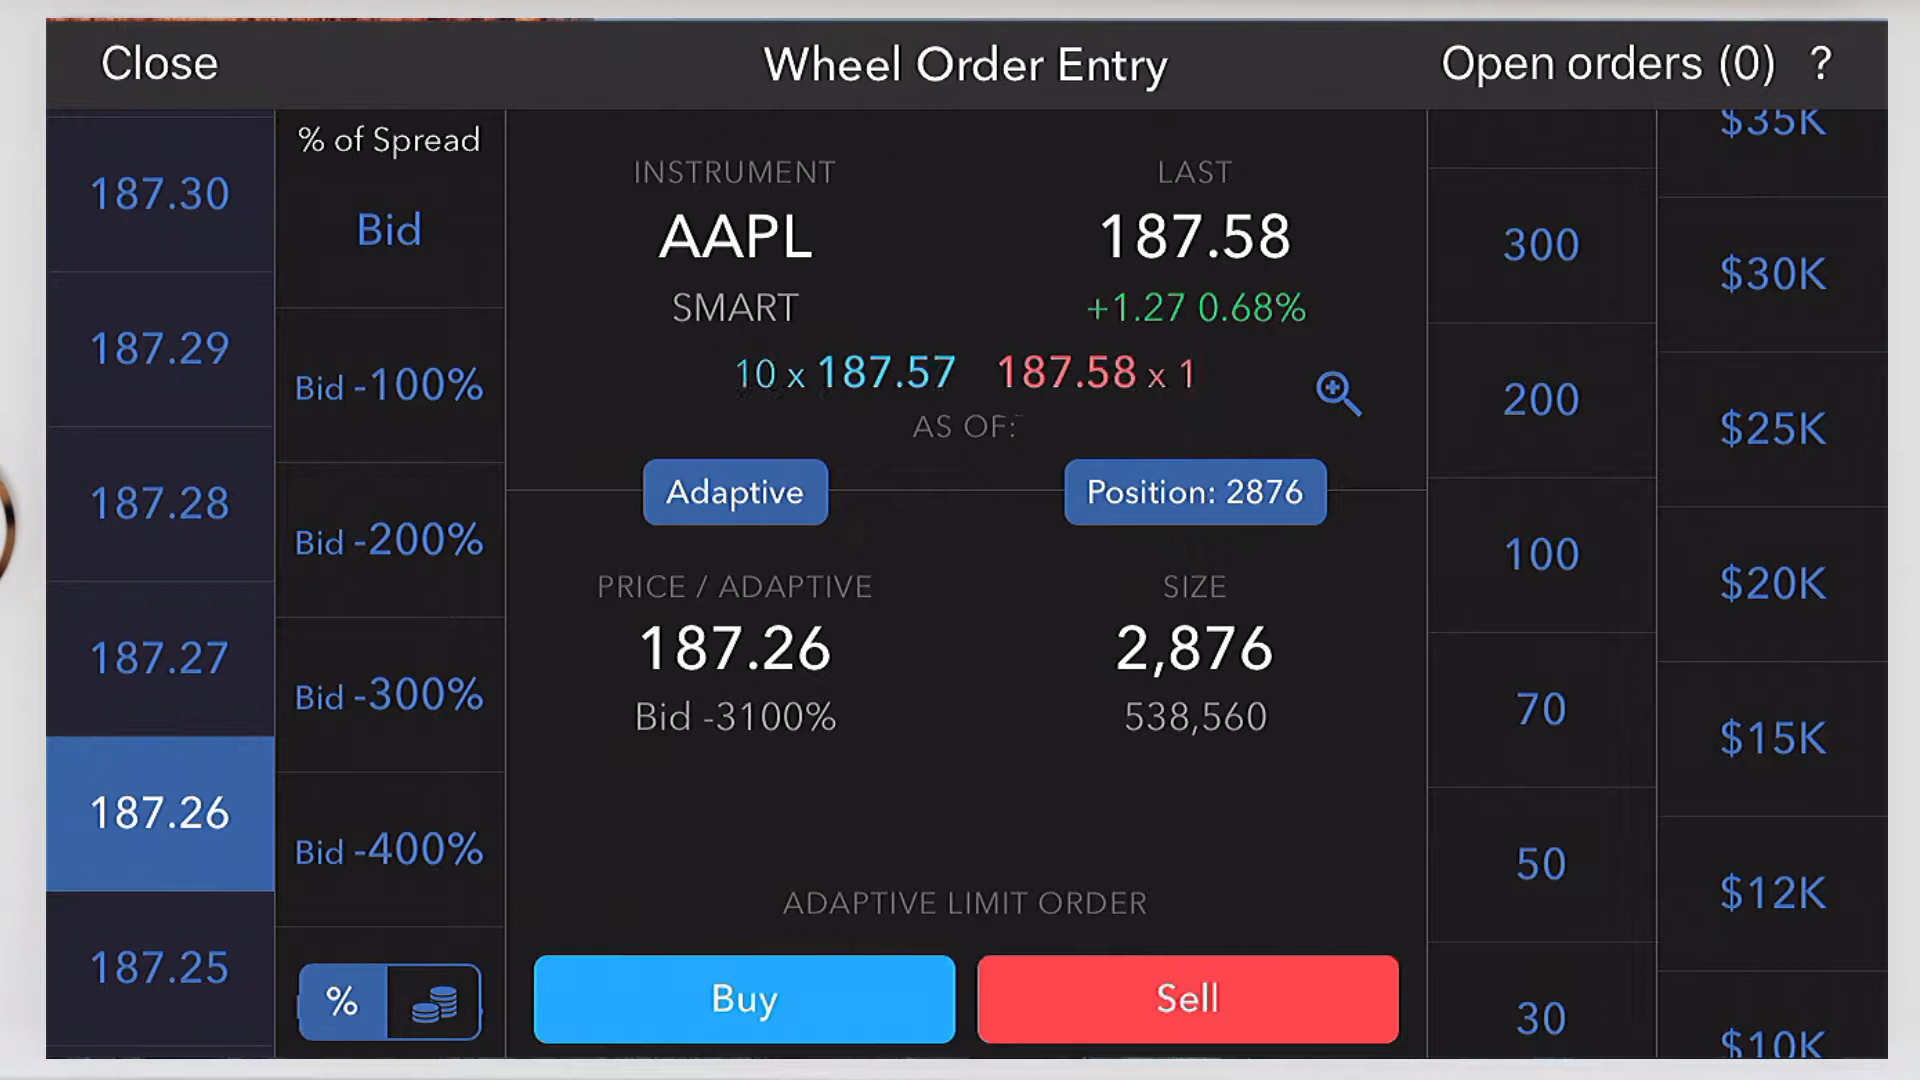 Close
Wheel Order Entry
Open orders (0) ?
187.30
187.29
187.28
187.27
187.26
187.25
% of Spread
Bid
Bid -100%
Bid -200%
Bid -300%
Bid -400%
%
INSTRUMENT
AAPL
SMART
LAST
187.58
+1.27 0.68%
10 x 187.57 187.58 x 1
AS OF:
Adaptive
Position: 2876
PRICE / ADAPTIVE
187.26
Bid -3100%
SIZE
2,876
538,560
ADAPTIVE LIMIT ORDER
Buy
Sell
300
200
100
70
50
30
$35K
$30K
$25K
$20K
$15K
$12K
$10K